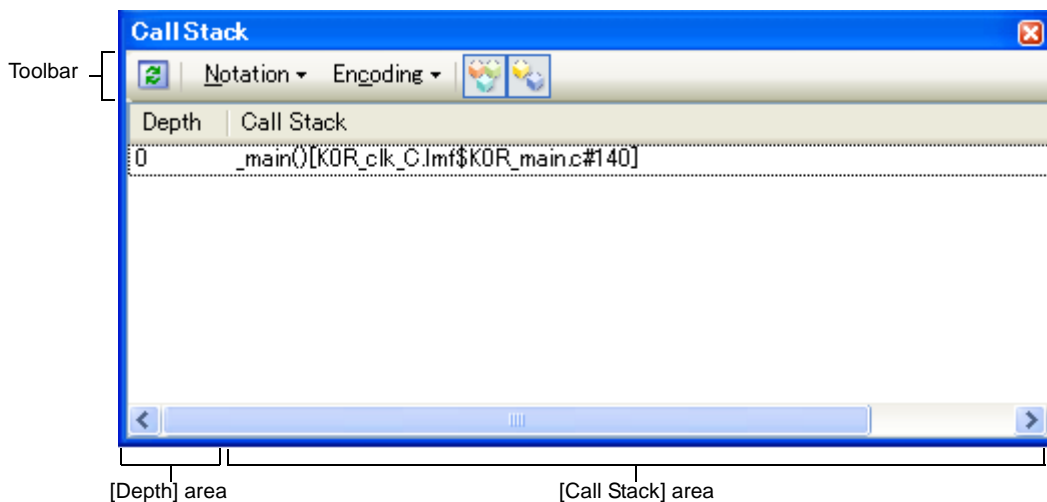 Call Stack
Toolbar
Notation Encoding
Depth Call Stack
0 _main()[K0R_clk_C.lmf$K0R_main.c#140]
[Depth] area [Call Stack] area